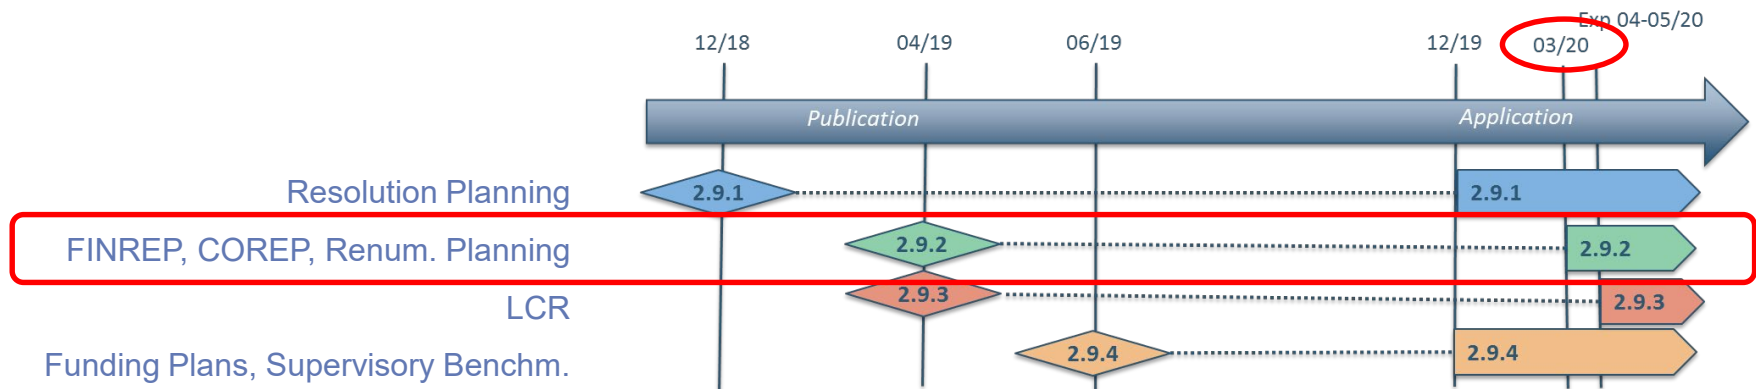 Exp 04-05/20
12/18 04/19 06/19 12/19 03/20
Publication Application
Resolution Planning 2.9.1 2.9.1
FINREP, COREP, Renum. Planning 2.9.2 2.9.2
LCR 2.9.3 2.9.3
Funding Plans, Supervisory Benchm. 2.9.4 2.9.4